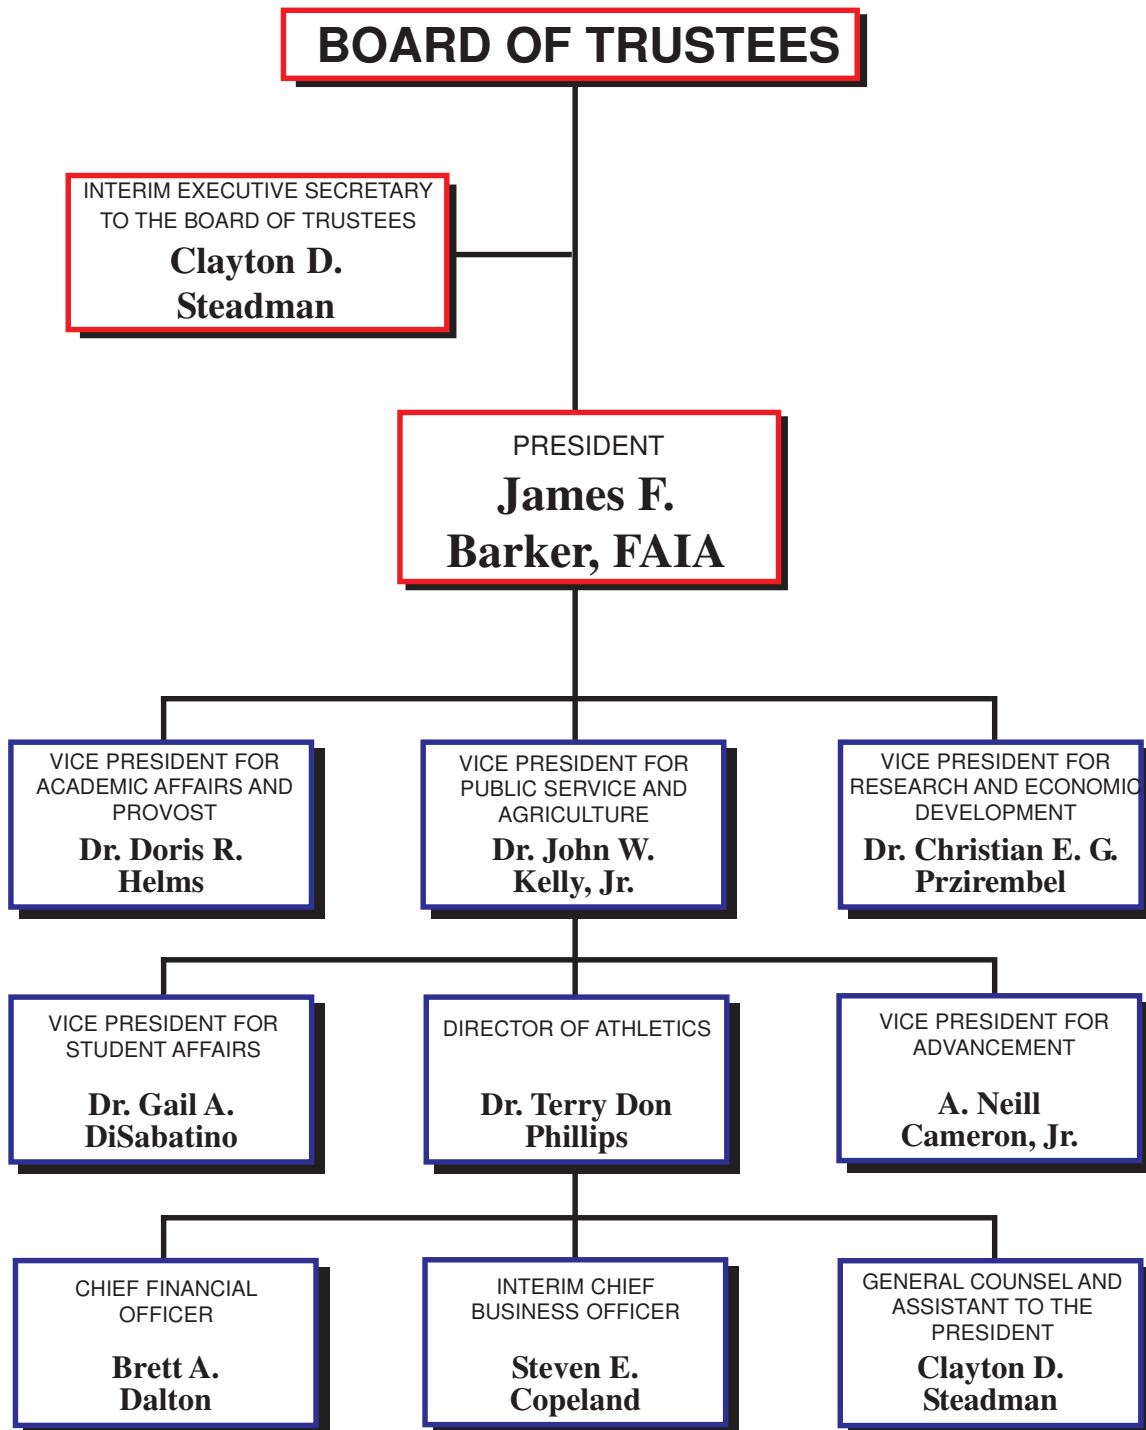 BOARD OF TRUSTEES
INTERIM EXECUTIVE SECRETARY
TO THE BOARD OF TRUSTEES
Clayton D.
Steadman
PRESIDENT
James F.
Barker, FAIA
VICE PRESIDENT FOR
ACADEMIC AFFAIRS AND
PROVOST
Dr. Doris R.
Helms
VICE PRESIDENT FOR
PUBLIC SERVICE AND
AGRICULTURE
Dr. John W.
Kelly, Jr.
VICE PRESIDENT FOR
RESEARCH AND ECONOMIC
DEVELOPMENT
Dr. Christian E. G.
Przirembel
VICE PRESIDENT FOR
STUDENT AFFAIRS
Dr. Gail A.
DiSabatino
DIRECTOR OF ATHLETICS
Dr. Terry Don
Phillips
VICE PRESIDENT FOR
ADVANCEMENT
A. Neill
Cameron, Jr.
CHIEF FINANCIAL
OFFICER
Brett A.
Dalton
INTERIM CHIEF
BUSINESS OFFICER
Steven E.
Copeland
GENERAL COUNSEL AND
ASSISTANT TO THE
PRESIDENT
Clayton D.
Steadman